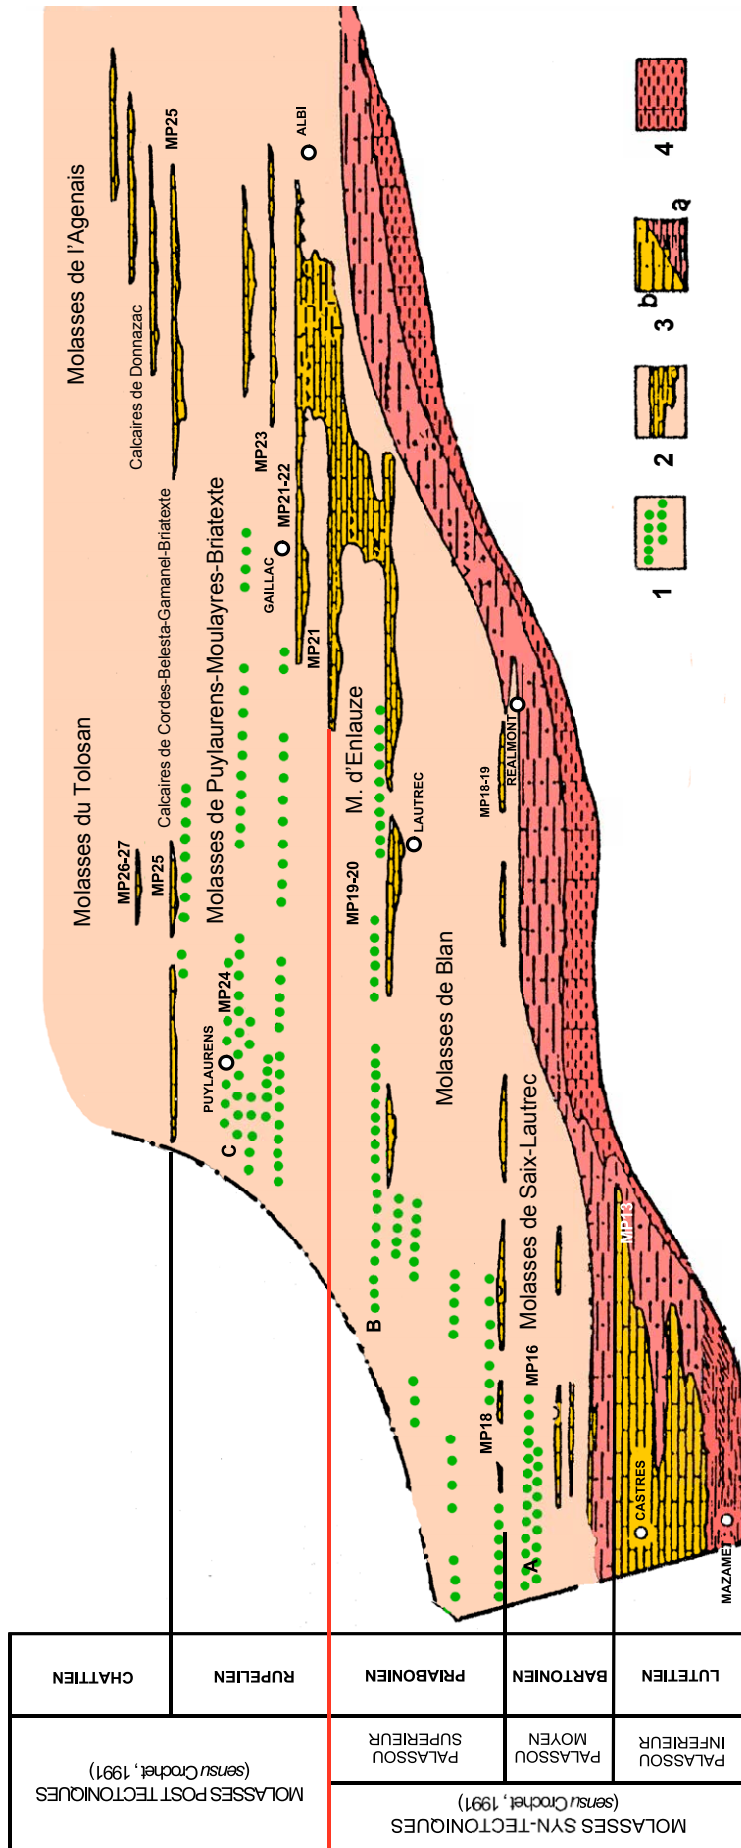 Molasses de l'Agenais
Molasses du Tolosan
Calcaires de Donnazac
MP25
MP26-27
MP25
Calcaires de Cordes-Belesta-Gamanel-Briatexte
Molasses de Puylaurens-Moulayres-Briatexte
MP24
PUYLAURENS
C
MP23
MP21-22
GAILLAC
ALBI
MP21
M. d'Enlauze
MP19-20
LAUTREC
B
Molasses de Blan
MP18-19
REALMONT
MP18
Molasses de Saix-Lautrec
MP16
A
MP13
CASTRES
MAZAMET
1
2
3
a
b
4
CHATTIEN
RUPELIEN
PRIABONIEN
BARTONIEN
LUTETIEN
PALASSOU
SUPERIEUR
PALASSOU
MOYEN
PALASSOU
INFERIEUR
MOLASSES POST TECTONIQUES
(sensu Crochet, 1991)
MOLASSES SYN-TECTONIQUES
(sensu Crochet, 1991)